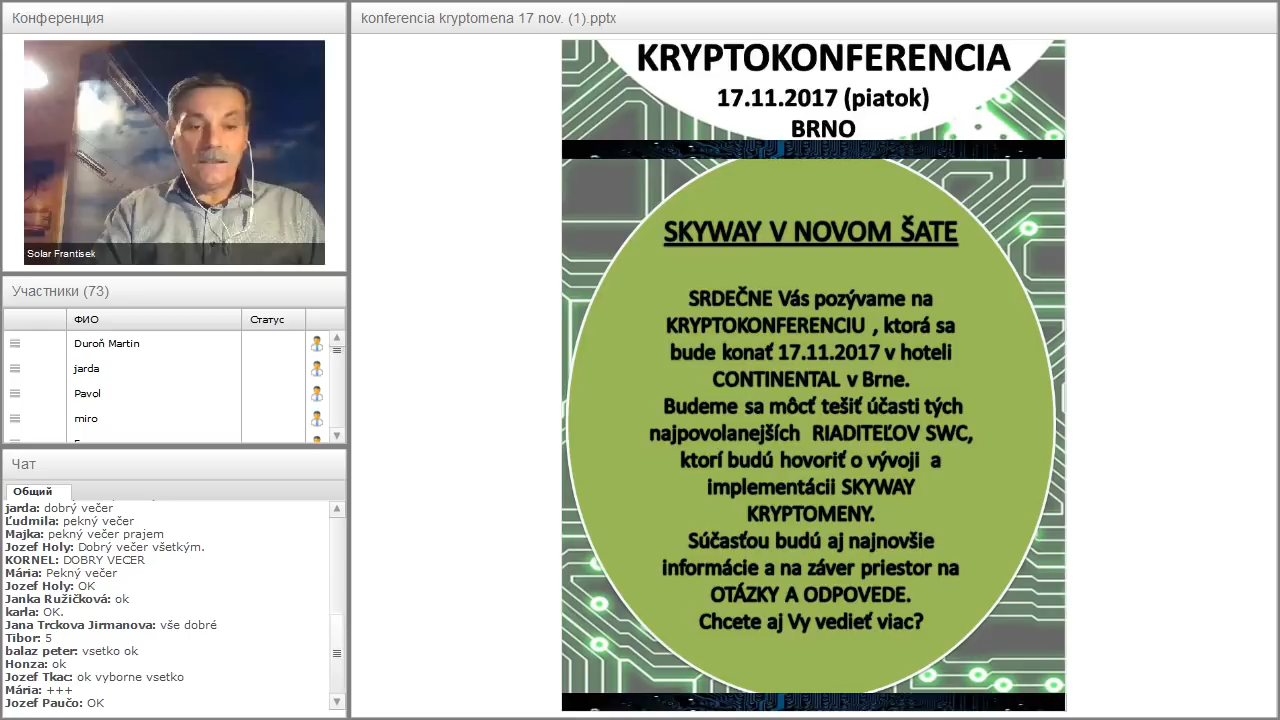 Конференция
Solar Frantisek
Участники (73)
ФИО
Статус
Duch Martin
jarda
Pavol
miro
Чат
Общий
jarda: dobrý večer
Ľudmila: pekný večer
Majka: pekný večer prajem
Jozef Holy: Dobrý večer všetkým.
KORNEL: DOBRÝ VEČER
Mária: Pekný večer
Jozef Holy: OK
Janka Ružičková: ok
karla: OK,
Jana Trckova Jirmanova: vše dobré
Tibor: 5
balaz peter: vsetko ok
Honza: ok
Jozef Tkac: ok vyborne vsetko
Mária: +++
konferencia kryptomena 17 nov. (1).pptx
KRYPTOKONFERENCIA
17.11.2017 (piatok)
BRNO
SKYWAY V NOVOM ŠATE
SRDEČNE Vás pozývame na
KRYPTOKONFERENCIU , ktorá sa
bude konať 17.11.2017 v hoteli
CONTINENTAL v Brne.
Budeme sa môcť tešiť účasti tých
najpovolanejších RIADITEĽOV SWC,
ktorí budú hovoriť o vývoji a
implementácii SKYWAY
KRYPTOMENY.
Súčasťou budú aj najnovšie
informácie a na záver priestor na
OTÁZKY A ODPOVEDE.
Chcete aj Vy vedieť viac?